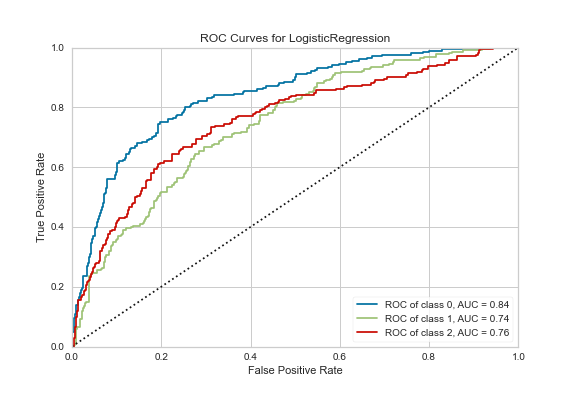 ROC Curves for LogisticRegression
1.0
0.8
0.6
0.4
0.2
0.0
True Positive Rate
ROC of class 0, AUC = 0.84
ROC of class 1, AUC = 0.74
ROC of class 2, AUC = 0.76
0.0 0.2 0.4 0.6 0.8 1.0
False Positive Rate